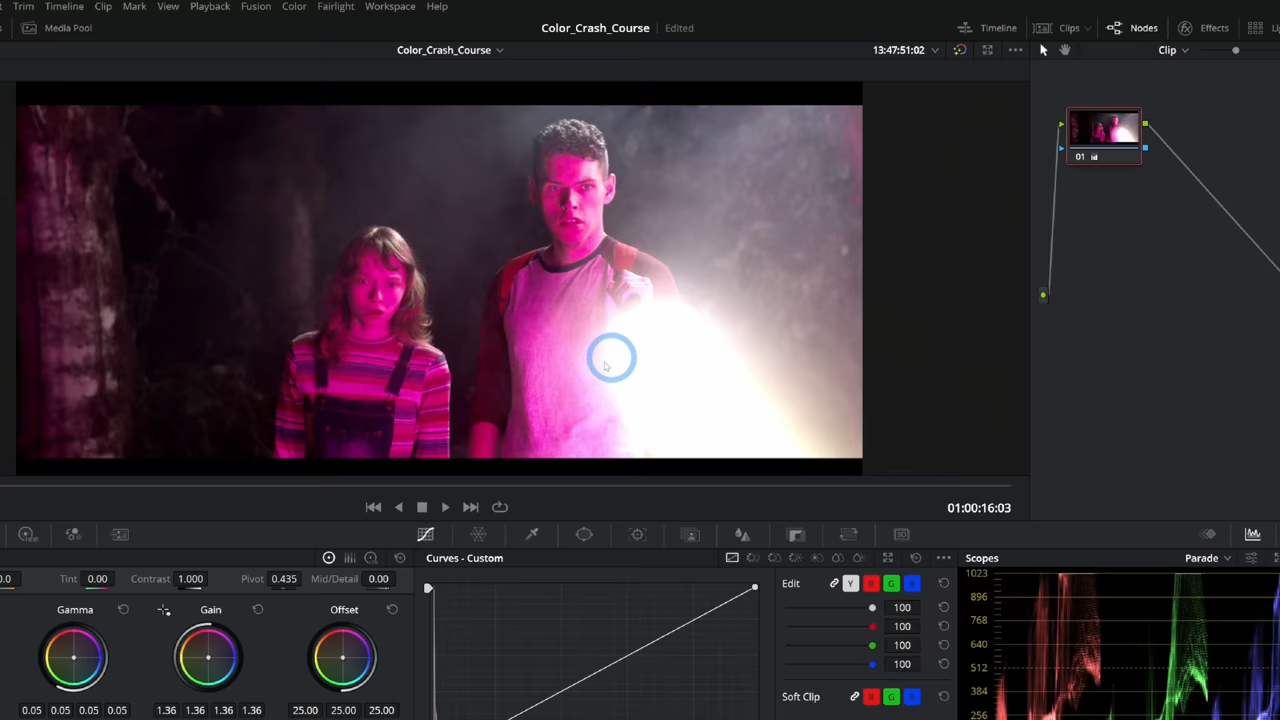 Trim Timeline Clip Mark View Playback Fusion Color Fairlight Workspace Help
Media Pool Color_Crash_Course Edited Timeline Clips Nodes Effects
Color_Crash_Course 13:47:51:02 Clip
01
01:00:16:03
Curves - Custom Scopes Parade
Tint 0.00 Contrast 1.000 Pivot 0.435 Mid/Detail 0.00
Edit Y R G B
Gamma Gain Offset
100
100
100
100
Soft Clip R G B
0.05 0.05 0.05 0.05 1.36 1.36 1.36 1.36 25.00 25.00 25.00
1023
896
768
640
512
384
256